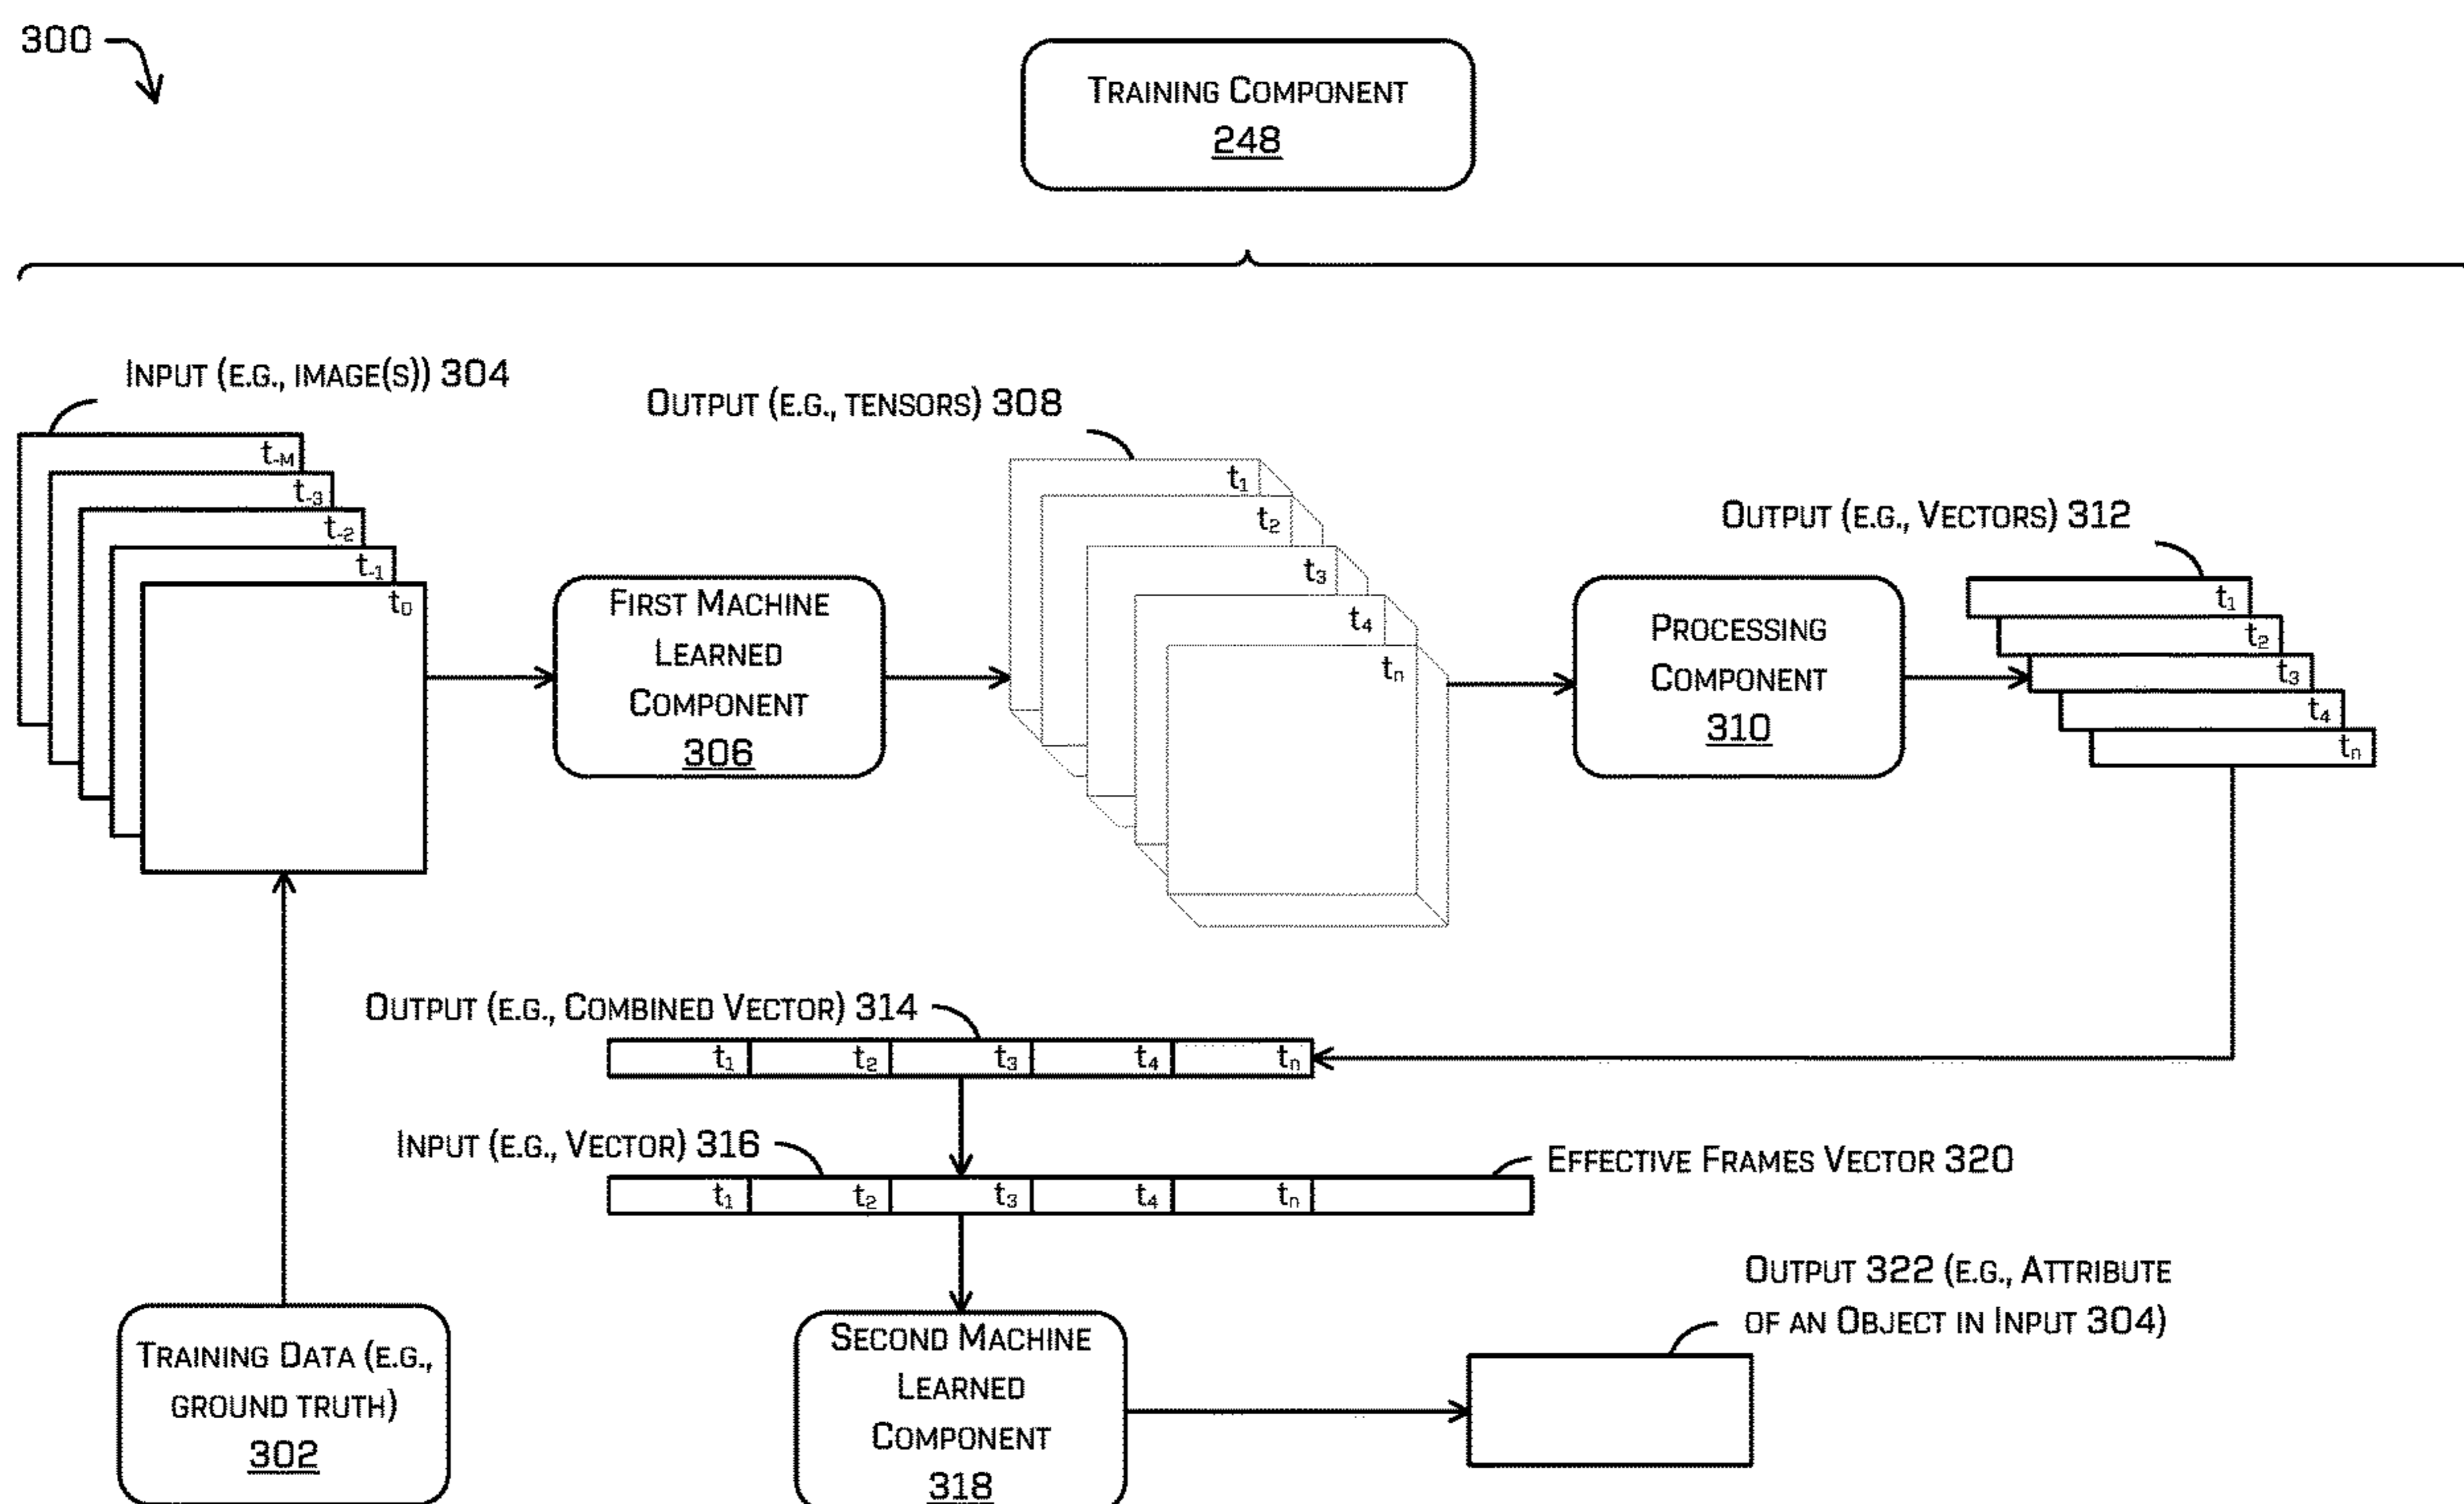 300
TRAINING COMPONENT
248
INPUT (E.G., IMAGE(S)) 304
t-M
t-3
t-2
t-1
t0
FIRST MACHINE
LEARNED
COMPONENT
306
OUTPUT (E.G., TENSORS) 308
t1
t2
t3
t4
tn
PROCESSING
COMPONENT
310
OUTPUT (E.G., VECTORS) 312
t1
t2
t3
t4
tn
OUTPUT (E.G., COMBINED VECTOR) 314
t1 t2 t3 t4 tn
INPUT (E.G., VECTOR) 316
EFFECTIVE FRAMES VECTOR 320
t1 t2 t3 t4 tn
TRAINING DATA (E.G.,
GROUND TRUTH)
302
SECOND MACHINE
LEARNED
COMPONENT
318
OUTPUT 322 (E.G., ATTRIBUTE
OF AN OBJECT IN INPUT 304)